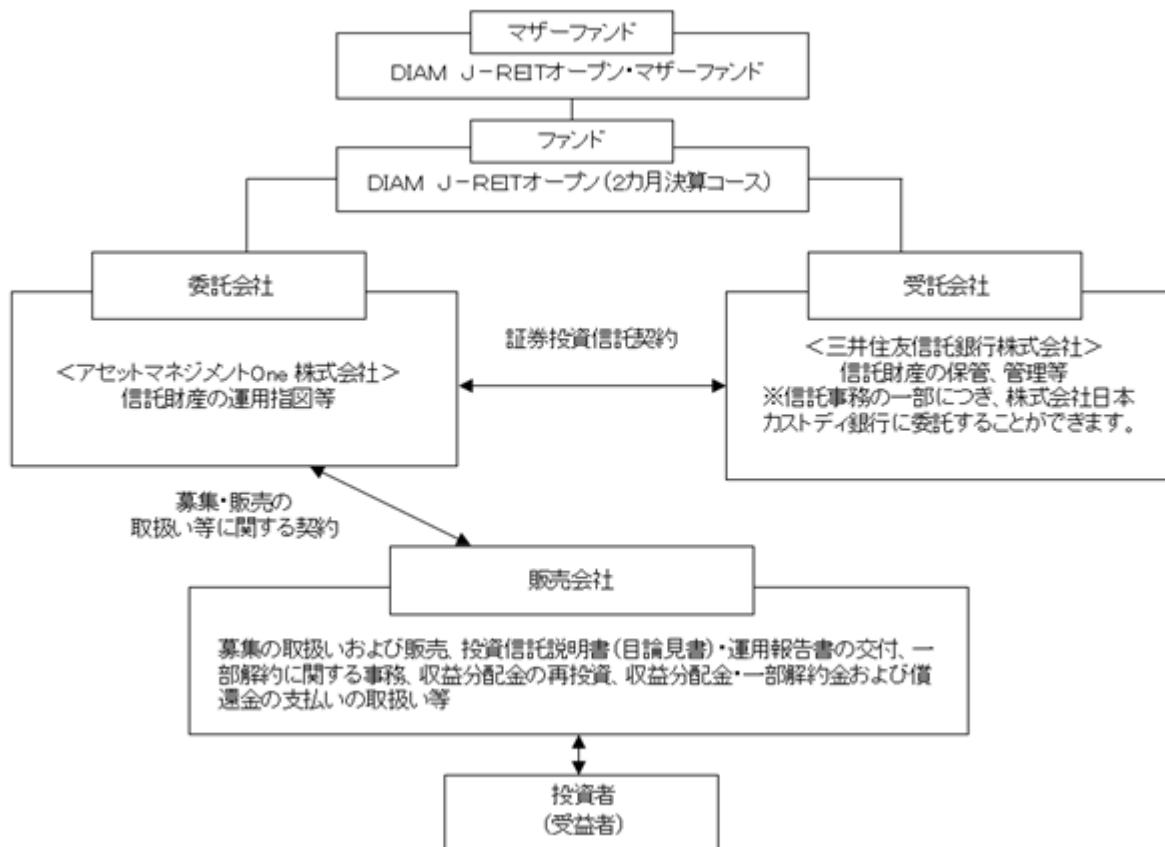 マザーファンド
DIAM J-REITオープン・マザーファンド
ファンド
DIAM J-REITオープン(2カ月決算コース)
委託会社
<アセットマネジメントOne 株式会社>
信託財産の運用指図等
証券投資信託契約
受託会社
<三井住友信託銀行株式会社>
信託財産の保管、管理等
※信託事務の一部につき、株式会社日本
カストディ銀行に委託することができます。
募集・販売の
取扱い等に関する契約
販売会社
募集の取扱いおよび販売、投資信託説明書(目論見書)・運用報告書の交付、一
部解約に関する事務、収益分配金の再投資、収益分配金・一部解約金および償
還金の支払いの取扱い等
投資者
(受益者)